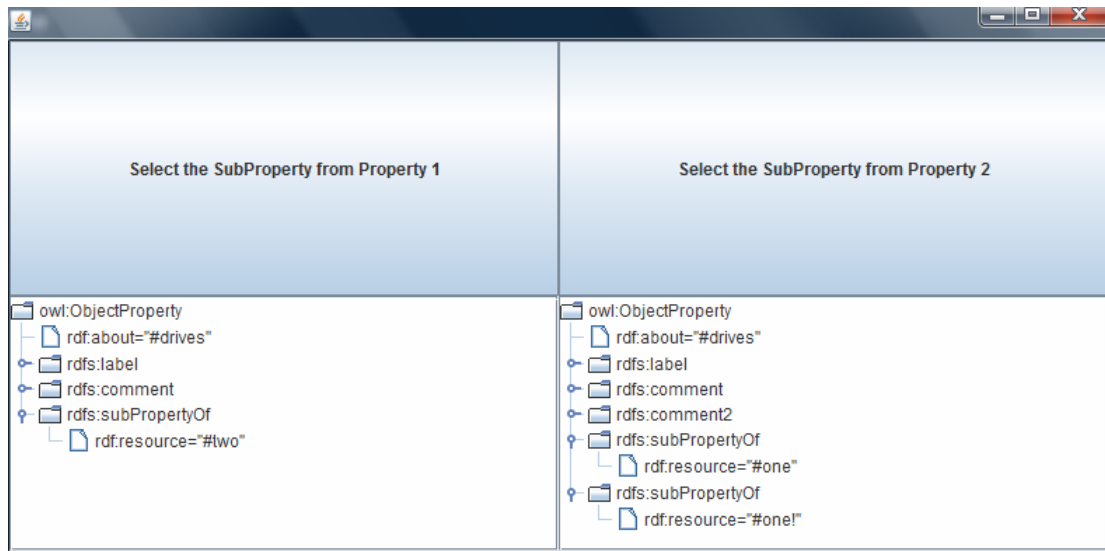 Select the SubProperty from Property 1
Select the SubProperty from Property 2
owl:ObjectProperty
rdf:about="#drives"
rdfs:label
rdfs:comment
rdfs:subPropertyOf
rdf:resource="#two"
owl:ObjectProperty
rdf:about="#drives"
rdfs:label
rdfs:comment
rdfs:comment2
rdfs:subPropertyOf
rdf:resource="#one"
rdfs:subPropertyOf
rdf:resource="#one!"